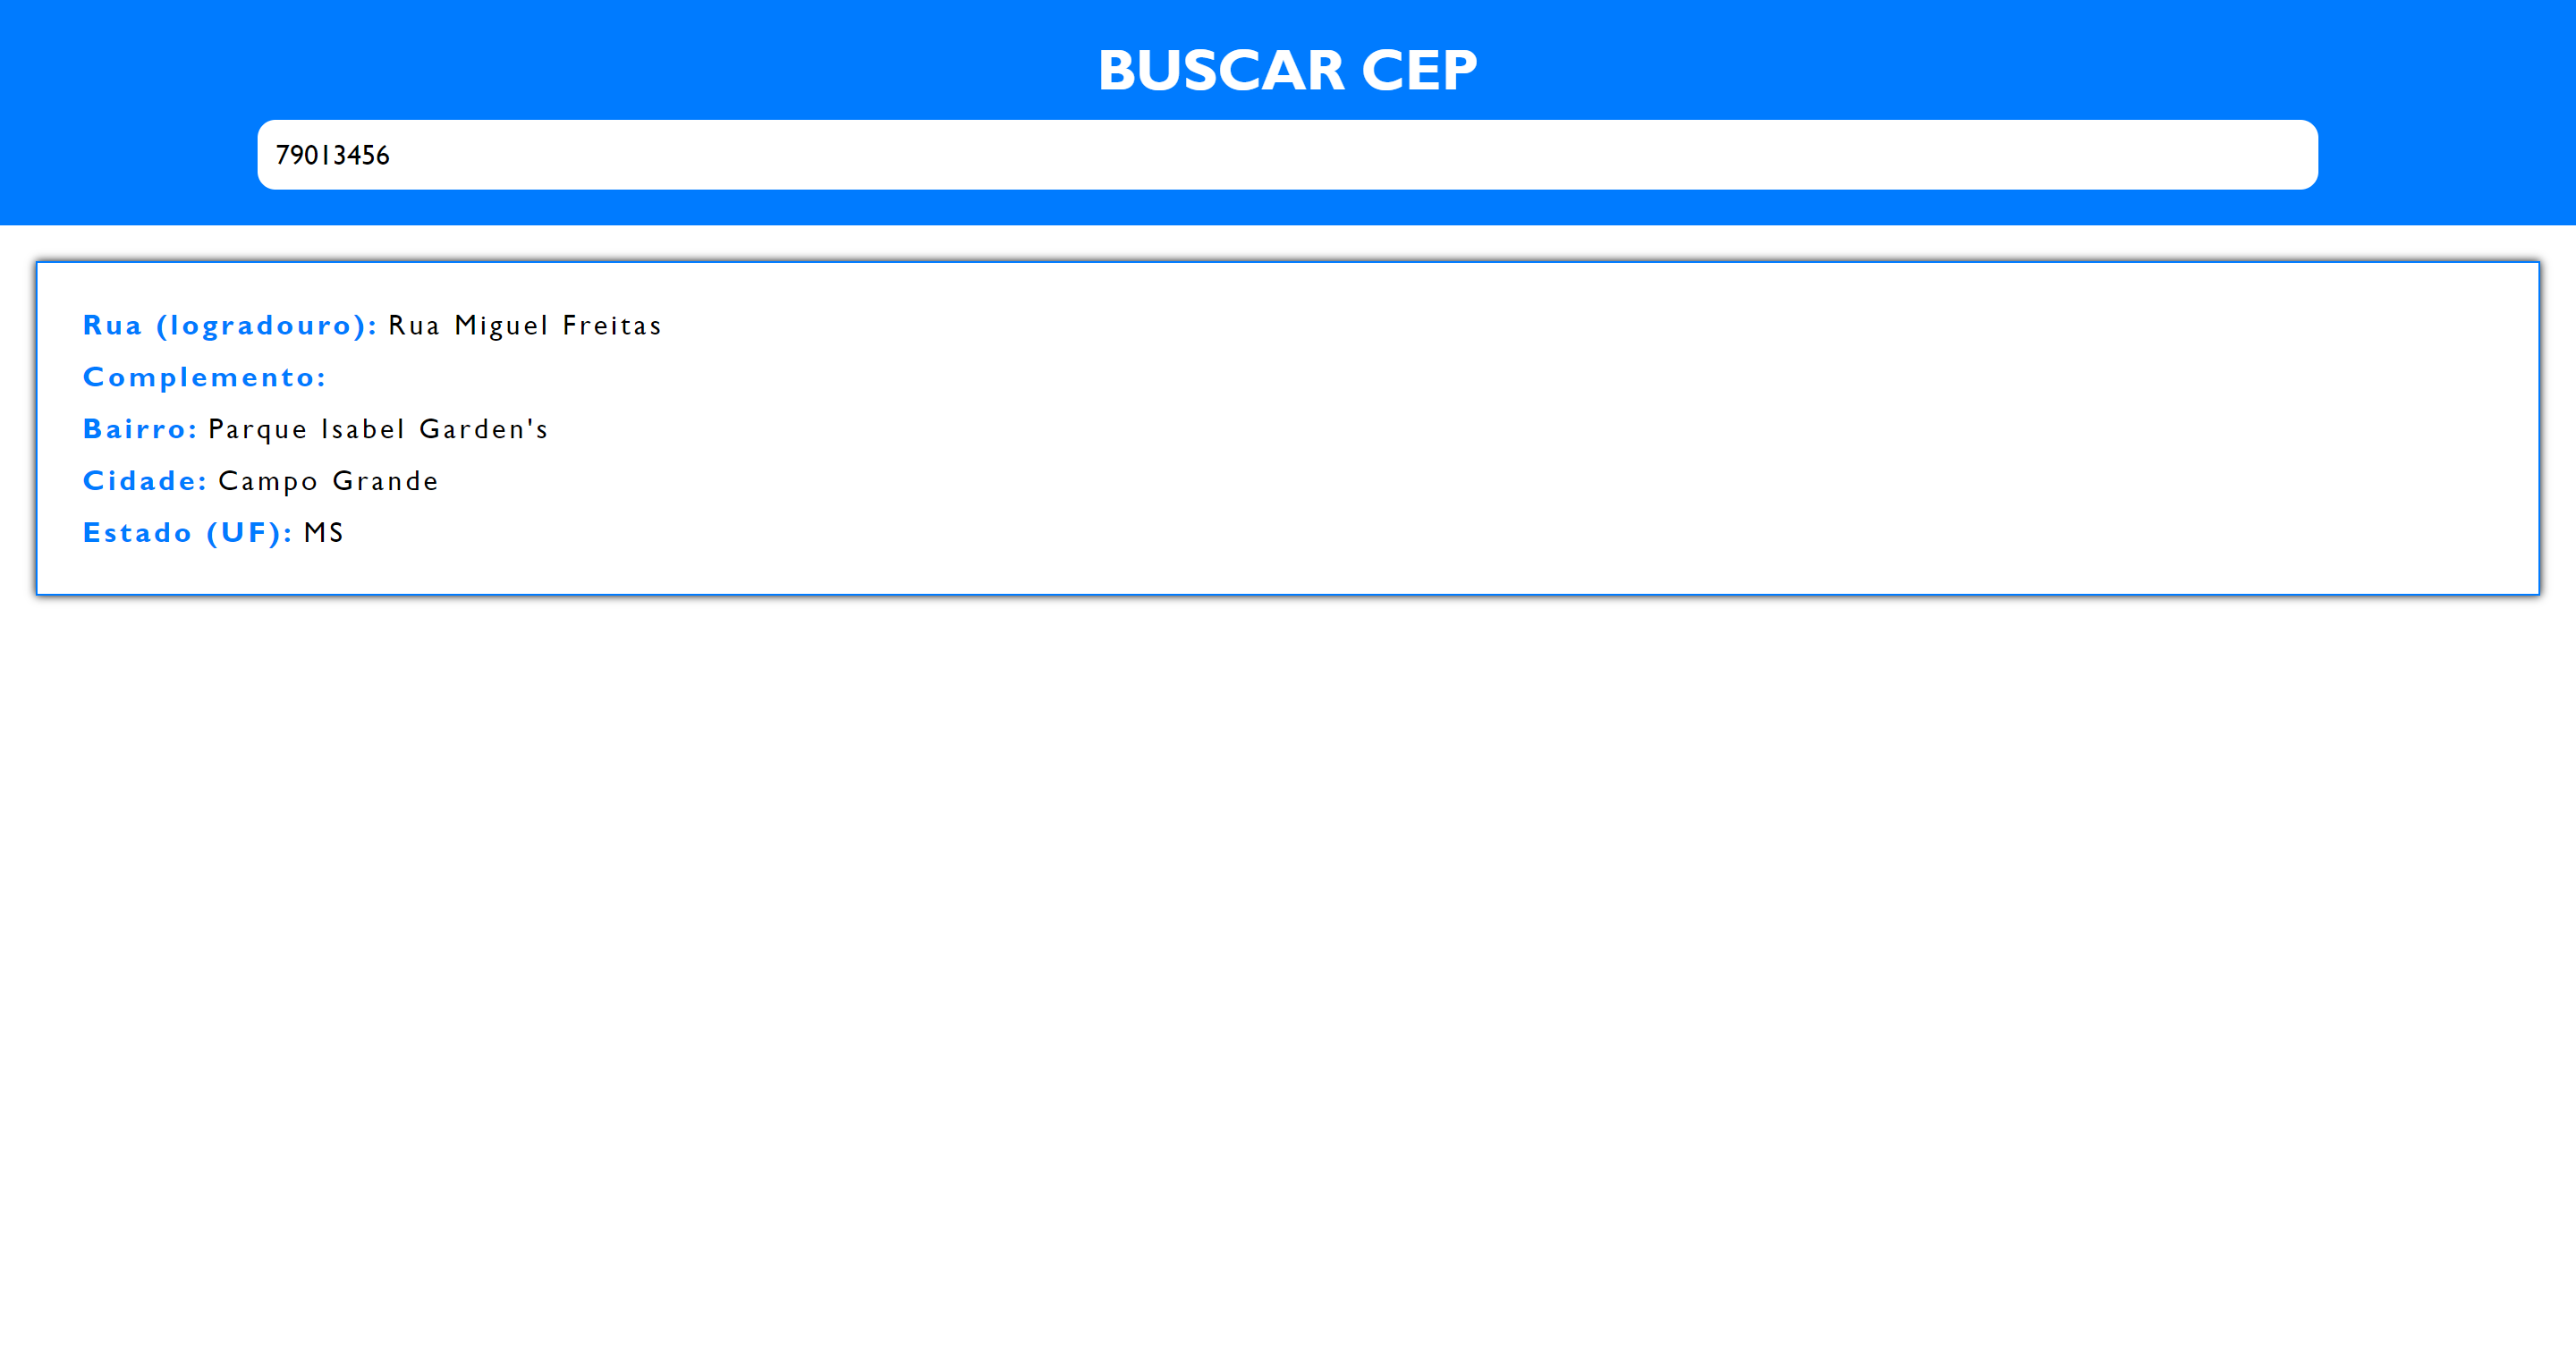 BUSCAR CEP
79013456
Rua (logradouro): Rua Miguel Freitas
Complemento:
Bairro: Parque Isabel Garden's
Cidade: Campo Grande
Estado (UF): MS